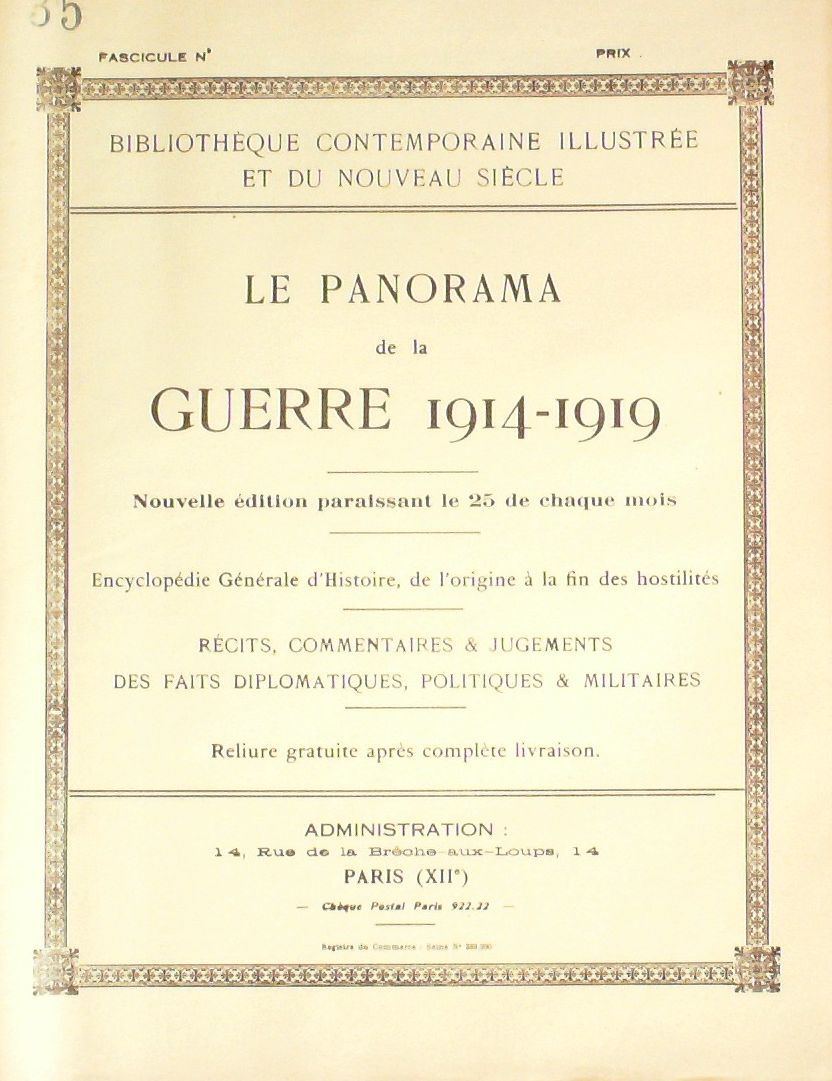 35
FASCICULE N° PRIX
BIBLIOTHÈQUE CONTEMPORAINE ILLUSTRÉE
ET DU NOUVEAU SIÈCLE
LE PANORAMA
de la
GUERRE 1914-1919
Nouvelle édition paraissant le 25 de chaque mois
Encyclopédie Générale d'Histoire, de l'origine à la fin des hostilités
RÉCITS, COMMENTAIRES & JUGEMENTS
DES FAITS DIPLOMATIQUES, POLITIQUES & MILITAIRES
Reliure gratuite après complète livraison.
ADMINISTRATION :
14, Rue de la Brèche-aux-Loups, 14
PARIS (XIIe)
— Chèque Postal Paris 922.22 —
Registre du Commerce : Seine N°